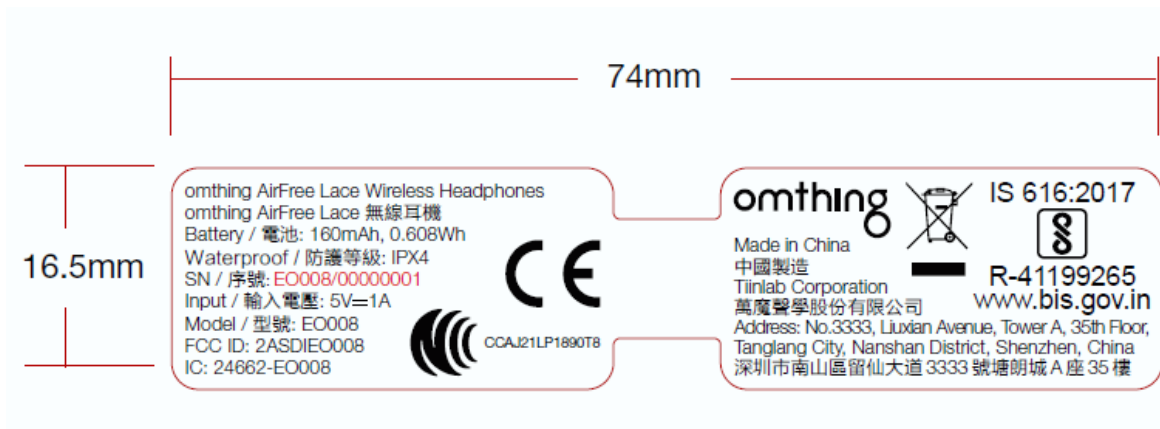 74mm
16.5mm
omthing AirFree Lace Wireless Headphones
omthing AirFree Lace 無線耳機
Battery / 電池: 160mAh, 0.608Wh
Waterproof / 防護等級: IPX4
SN / 序號: EO008/00000001
Input / 輸入電壓: 5V⎓1A
Model / 型號: EO008
FCC ID: 2ASDIEO008
IC: 24662-EO008
CE
CCAJ21LP1890T8
omthing
Made in China
中國製造
Tiinlab Corporation
萬魔聲學股份有限公司
Address: No.3333, Liuxian Avenue, Tower A, 35th Floor,
Tanglang City, Nanshan District, Shenzhen, China
深圳市南山區留仙大道 3333 號塘朗城 A 座 35 樓
IS 616:2017
R-41199265
www.bis.gov.in